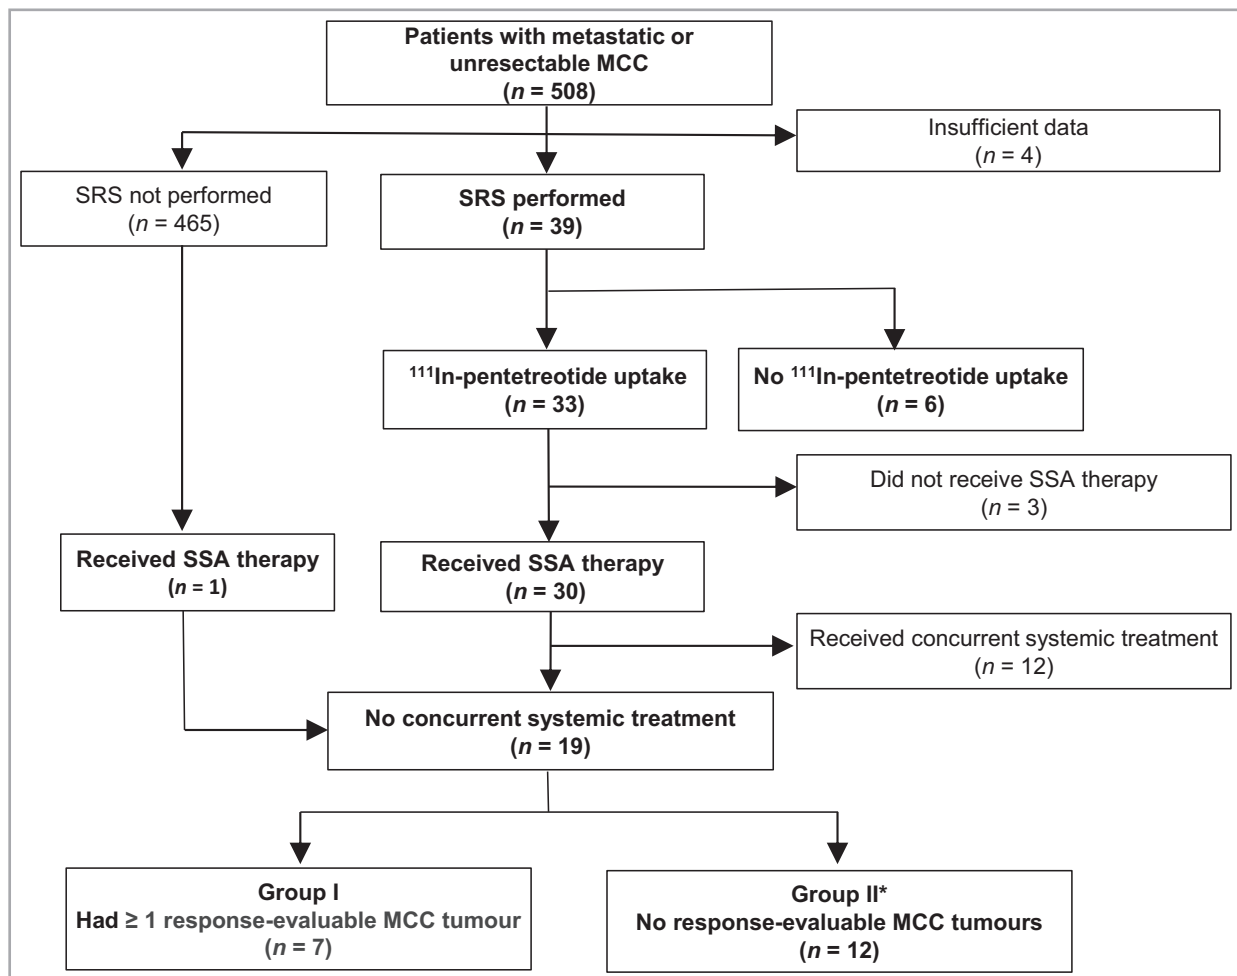 Patients with metastatic or
unresectable MCC
(n = 508)
Insufficient data
(n = 4)
SRS not performed
(n = 465)
SRS performed
(n = 39)
¹¹¹In-pentetreotide uptake
(n = 33)
No ¹¹¹In-pentetreotide uptake
(n = 6)
Did not receive SSA therapy
(n = 3)
Received SSA therapy
(n = 1)
Received SSA therapy
(n = 30)
Received concurrent systemic treatment
(n = 12)
No concurrent systemic treatment
(n = 19)
Group I
Had ≥ 1 response-evaluable MCC tumour
(n = 7)
Group II*
No response-evaluable MCC tumours
(n = 12)